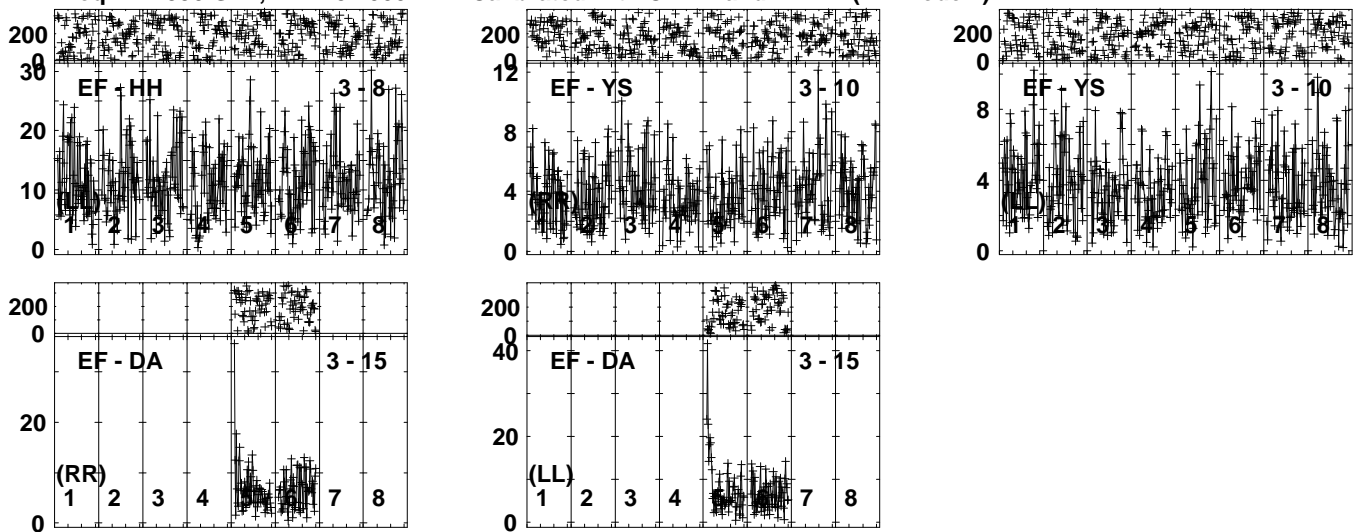 200 0 200 0 200 0
30 12
EF - HH 3 - 8 EF - YS 3 - 10 EF - YS 3 - 10
20 8 8
10 4 4
(LL) (RR) (LL)
1 2 3 4 5 6 7 8 1 2 3 4 5 6 7 8 1 2 3 4 5 6 7 8
0 0 0
200 0 200 0
EF - DA 3 - 15 EF - DA 3 - 15
40
20 20
(RR) (LL)
1 2 3 4 5 6 7 8 1 2 3 4 5 6 7 8
0 0